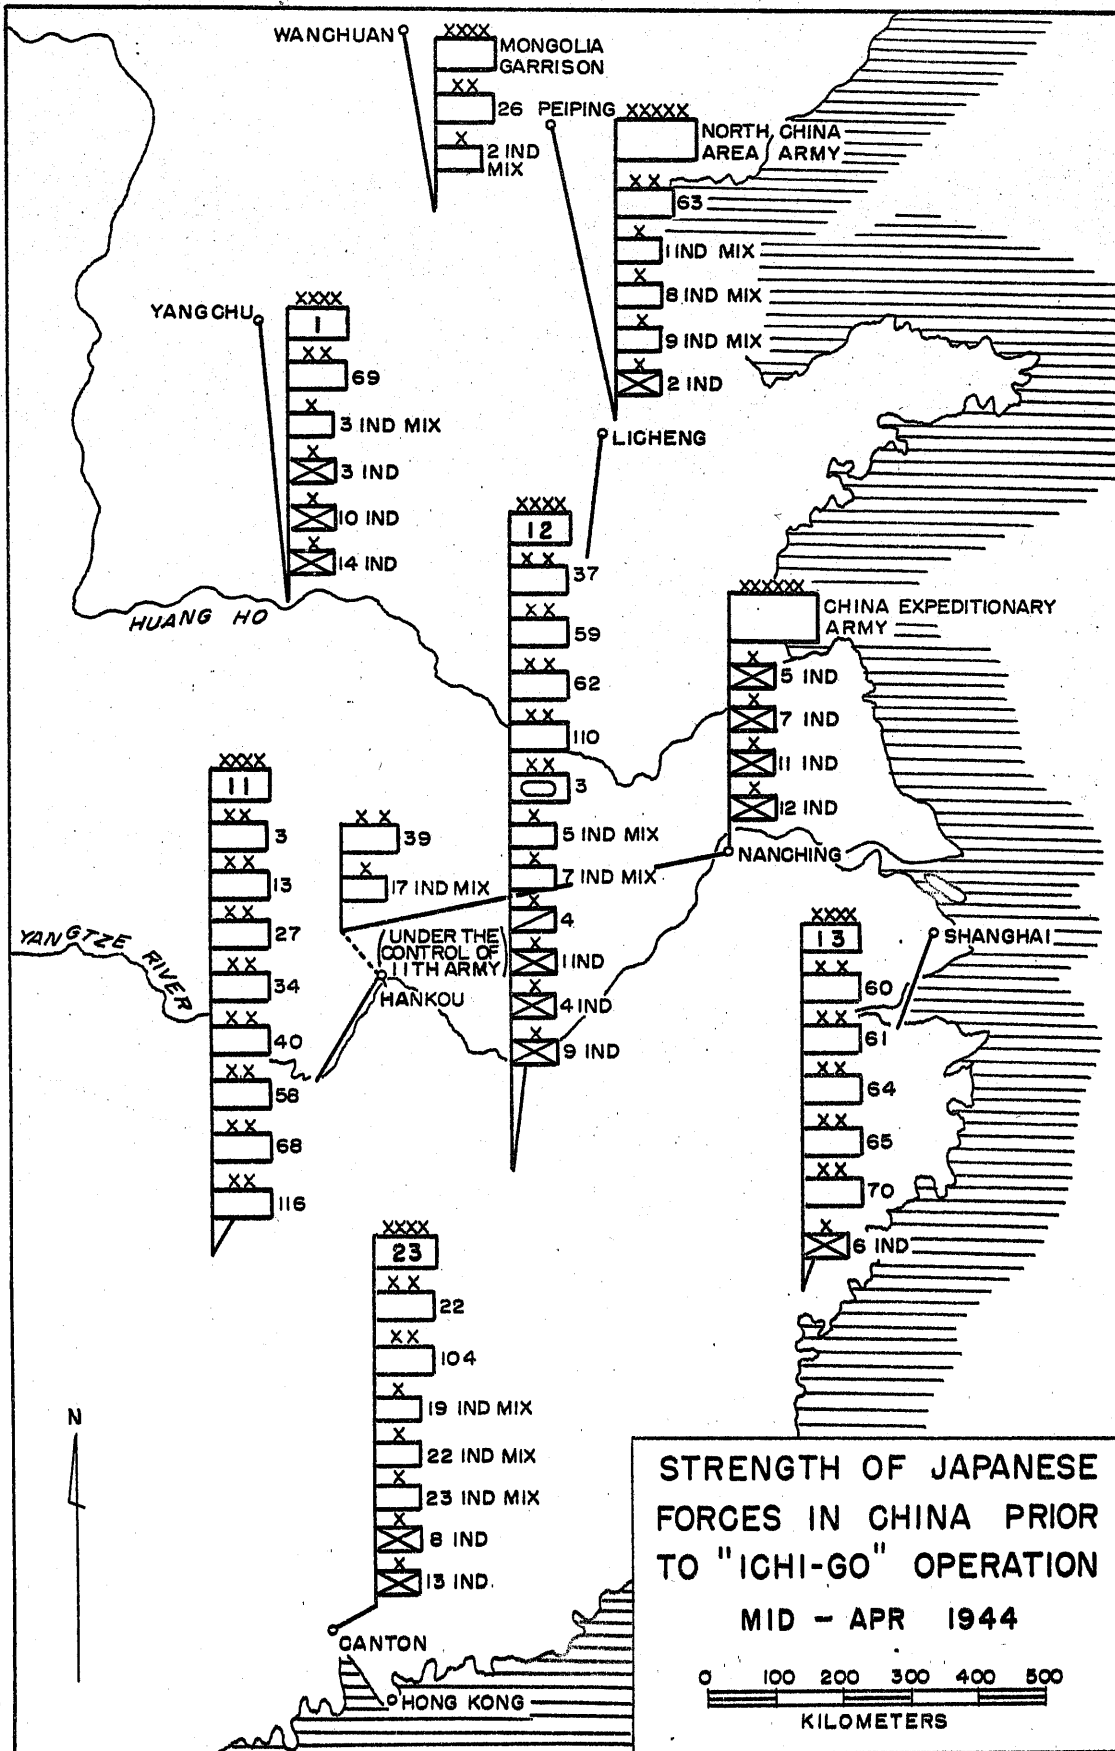 WANCHUAN
XXXX
MONGOLIA
GARRISON
XX
26
X
2 IND
MIX
PEIPING
XXXXX
NORTH CHINA
AREA ARMY
XX
63
X
1 IND MIX
X
8 IND MIX
X
9 IND MIX
X
2 IND
YANGCHU
XXXX
1
XX
69
X
3 IND MIX
X
3 IND
X
10 IND
X
14 IND
HUANG HO
LICHENG
XXXX
12
XX
37
XX
59
XX
62
XX
110
XX
3
X
5 IND MIX
X
7 IND MIX
X
4
X
1 IND
X
4 IND
X
9 IND
XXXXXX
CHINA EXPEDITIONARY
ARMY
X
5 IND
X
7 IND
X
11 IND
X
12 IND
NANCHING
XXXX
11
XX
3
XX
13
XX
27
XX
34
XX
40
XX
58
XX
68
XX
116
XX
39
X
17 IND MIX
(UNDER THE
CONTROL OF
11TH ARMY)
HANKOU
YANGTZE RIVER
XXXX
13
SHANGHAI
XX
60
XX
61
XX
64
XX
65
XX
70
X
6 IND
XXXX
23
XX
22
XX
104
X
19 IND MIX
X
22 IND MIX
X
23 IND MIX
X
8 IND
X
13 IND.
CANTON
HONG KONG
N
STRENGTH OF JAPANESE
FORCES IN CHINA PRIOR
TO "ICHI-GO" OPERATION
MID - APR 1944
0 100 200 300 400 500
KILOMETERS